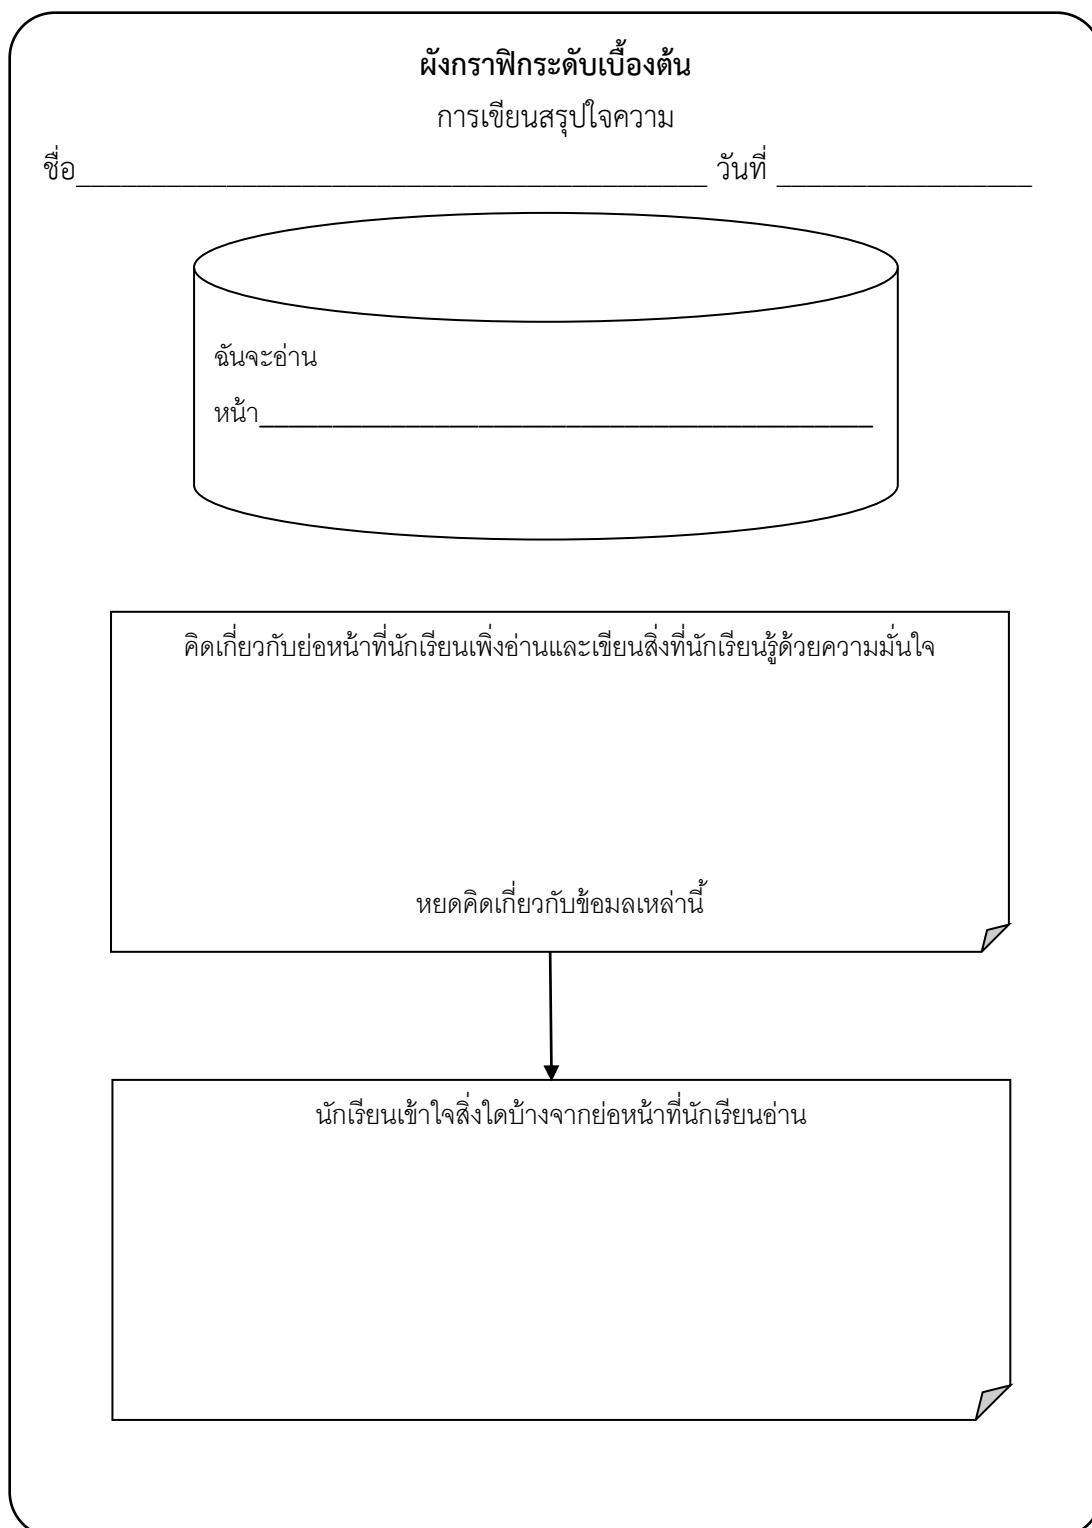 ผังกราฟิกระดับเบื้องต้น
การเขียนสรุปใจความ
ชื่อ__________________________________________ วันที่ _________________
ฉันจะอ่าน
หน้า_________________________________________
คิดเกี่ยวกับย่อหน้าที่นักเรียนเพิ่งอ่านและเขียนสิ่งที่นักเรียนรู้ด้วยความมั่นใจ
หยดคิดเกี่ยวกับข้อมลเหล่านี้
นักเรียนเข้าใจสิ่งใดบ้างจากย่อหน้าที่นักเรียนอ่าน